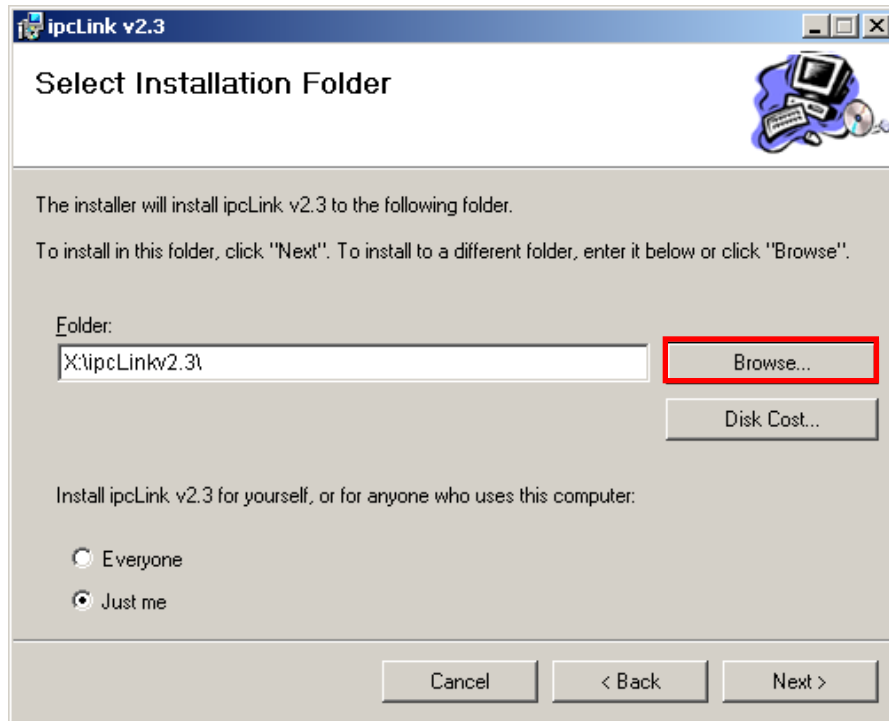 ipcLink v2.3
Select Installation Folder
The installer will install ipcLink v2.3 to the following folder.
To install in this folder, click "Next". To install to a different folder, enter it below or click "Browse".
Folder:
X:\ipcLinkv2.3\
Browse...
Disk Cost...
Install ipcLink v2.3 for yourself, or for anyone who uses this computer:
Everyone
Just me
Cancel
< Back
Next >